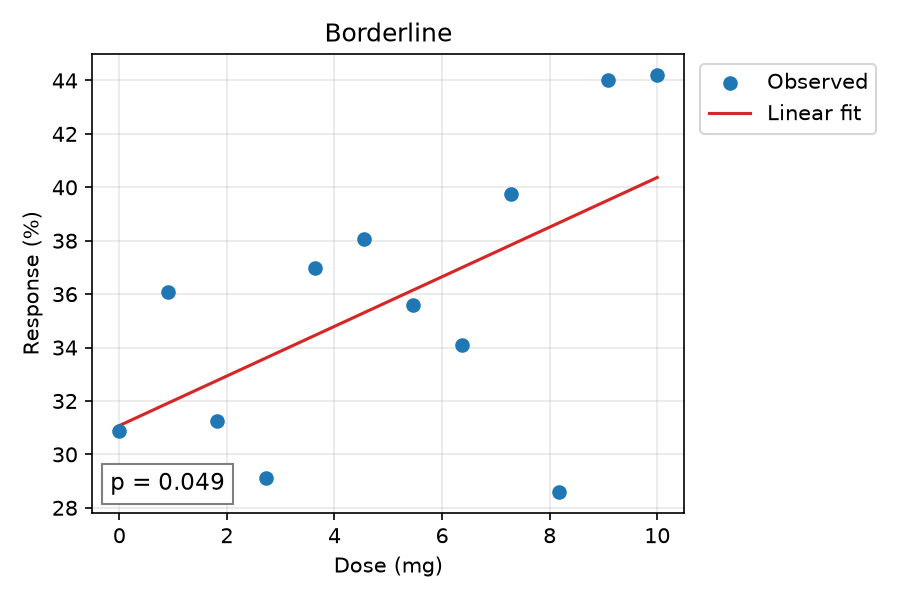 Borderline
Observed
Linear fit
Response (%)
44
42
40
38
36
34
32
30
28
p = 0.049
0 2 4 6 8 10
Dose (mg)